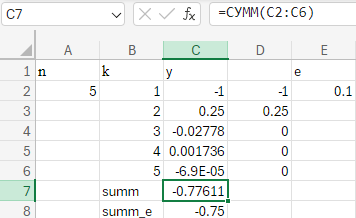 C7 =СУММ(C2:C6)
A B C D E
1 n k y e
2 5 1 -1 -1 0.1
3 2 0.25 0.25
4 3 -0.02778 0
5 4 0.001736 0
6 5 -6.9E-05 0
7 summ -0.77611
8 summ_e -0.75